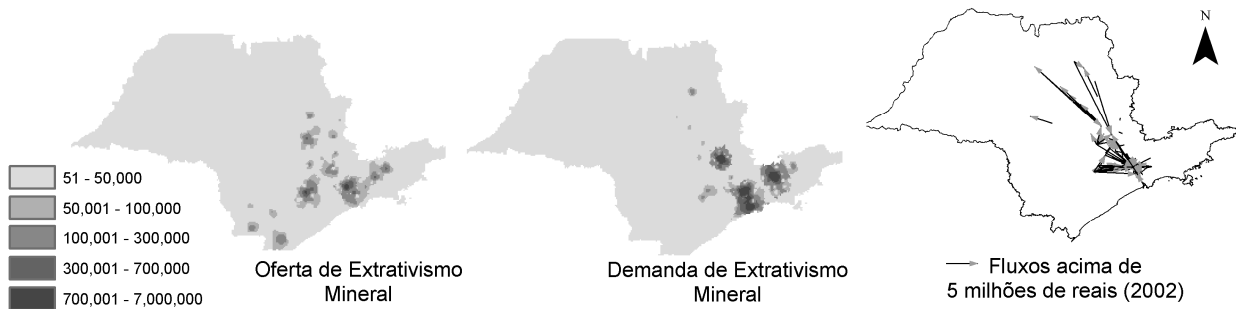 N
51 - 50,000
50,001 - 100,000
100,001 - 300,000
300,001 - 700,000
700,001 - 7,000,000
Oferta de Extrativismo
Mineral
Demanda de Extrativismo
Mineral
Fluxos acima de
5 milhões de reais (2002)